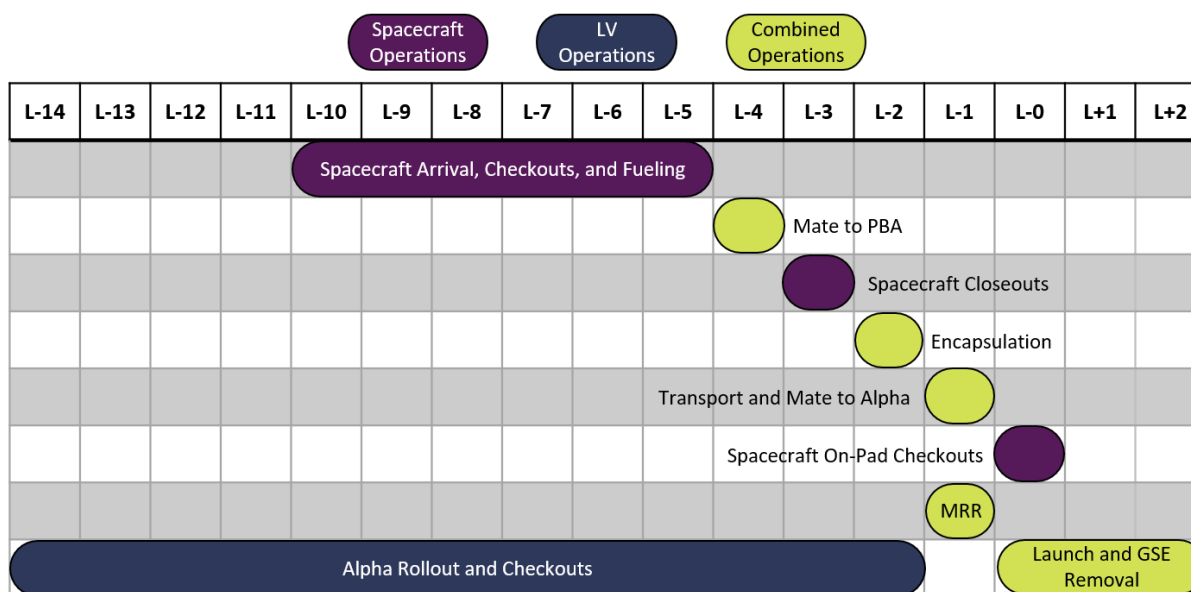 Spacecraft
Operations
LV
Operations
Combined
Operations
L-14 L-13 L-12 L-11 L-10 L-9 L-8 L-7 L-6 L-5 L-4 L-3 L-2 L-1 L-0 L+1 L+2
Spacecraft Arrival, Checkouts, and Fueling
Mate to PBA
Spacecraft Closeouts
Encapsulation
Transport and Mate to Alpha
Spacecraft On-Pad Checkouts
MRR
Alpha Rollout and Checkouts
Launch and GSE
Removal